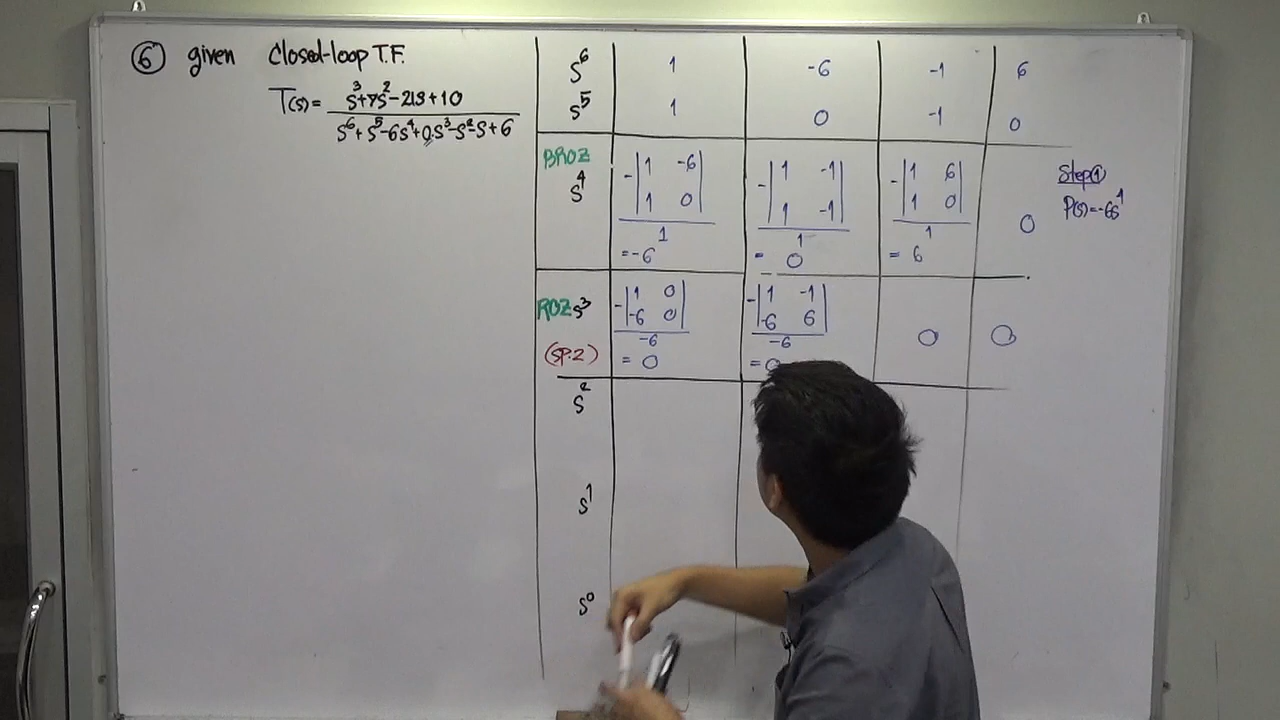 ⑥ given Closed-loop T.F.
T(s) = s³+7s²-21s+10
s⁶+s⁵-6s⁴+0s³-s²-s+6
s⁶ 1 -6 -1 6
s⁵ 1 0 -1 0
BROZ
s⁴ -|1 -6| -|1 -1| -|1 6|
|1 0| |1 -1| |1 0| 0
1 1 1
=-6 = 0 = 6
ROZ s³ -|1 0| -|1 -1| 0 0
|-6 0| |-6 6|
-6 -6
(SP.2) = 0 =0
s²
s¹
s⁰
Step①
P(s)=-6s⁴